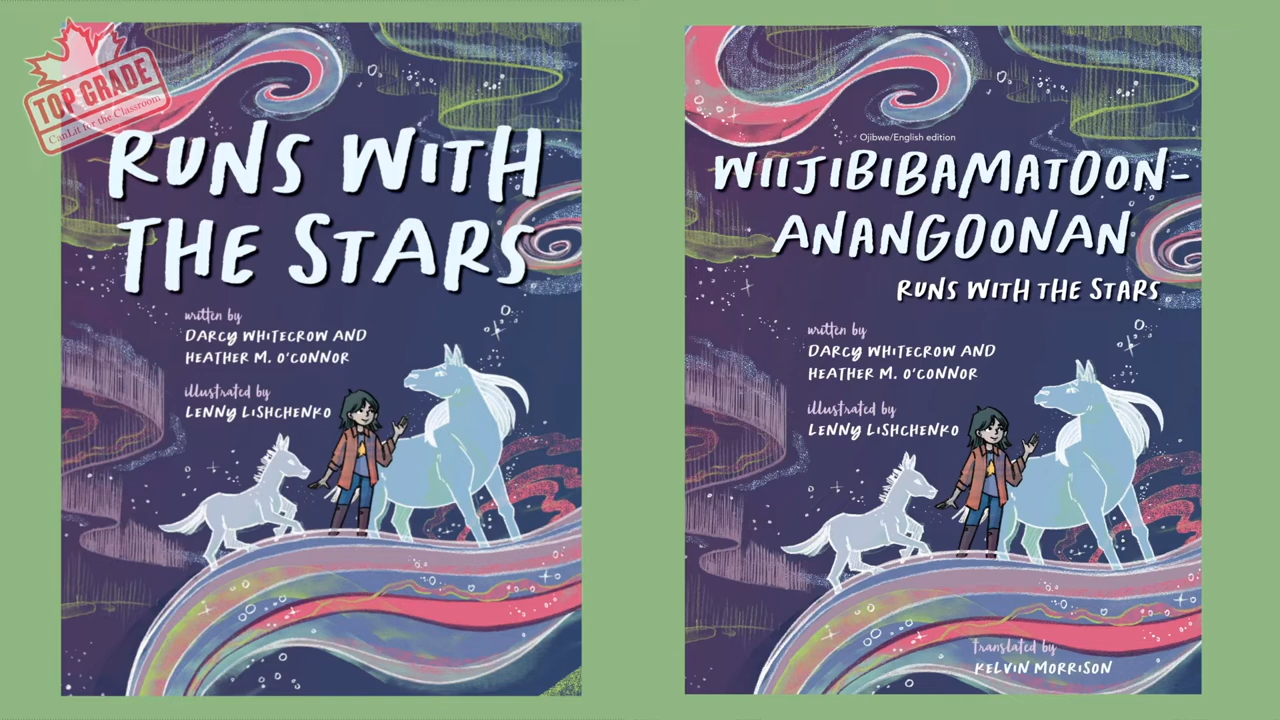 TOP GRADE
CanLit for the Classroom
RUNS WITH
THE STARS
written by
DARCY WHITECROW AND
HEATHER M. O'CONNOR
illustrated by
LENNY LISHCHENKO
Ojibwe/English edition
WIIJIBIBAMATOON-
ANANGOONAN
RUNS WITH THE STARS
written by
DARCY WHITECROW AND
HEATHER M. O'CONNOR
illustrated by
LENNY LISHCHENKO
translated by
KELVIN MORRISON